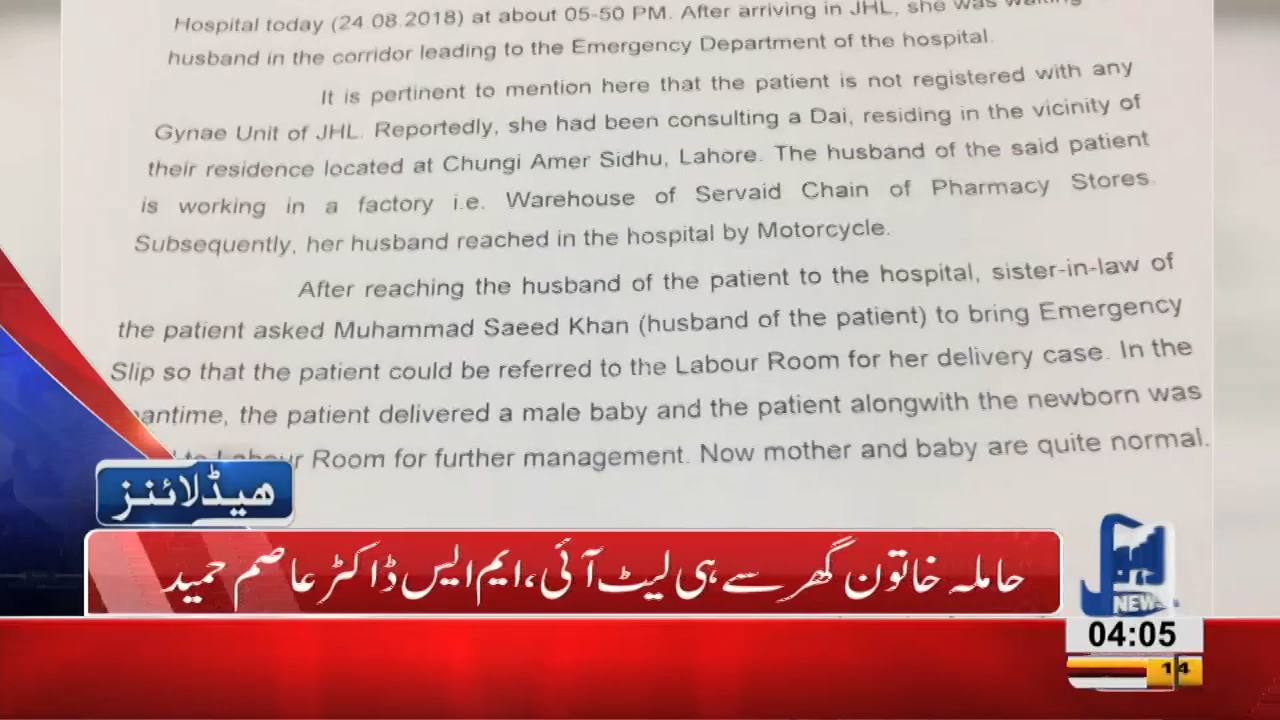 Hospital today (24.08.2018) at about 05-50 PM. After arriving in JHL, she was waiting
husband in the corridor leading to the Emergency Department of the hospital.
It is pertinent to mention here that the patient is not registered with any
Gynae Unit of JHL. Reportedly, she had been consulting a Dai, residing in the vicinity of
their residence located at Chungi Amer Sidhu, Lahore. The husband of the said patient
is working in a factory i.e. Warehouse of Servaid Chain of Pharmacy Stores.
Subsequently, her husband reached in the hospital by Motorcycle.
After reaching the husband of the patient to the hospital, sister-in-law of
the patient asked Muhammad Saeed Khan (husband of the patient) to bring Emergency
Slip so that the patient could be referred to the Labour Room for her delivery case. In the
antime, the patient delivered a male baby and the patient alongwith the newborn was
to Labour Room for further management. Now mother and baby are quite normal.
ھیڈلائنز
حاملہ خاتون گھر سے ہی لیٹ آئی، ایم ایس ڈاکٹر عاصم حمید
NEWS
04:05
14